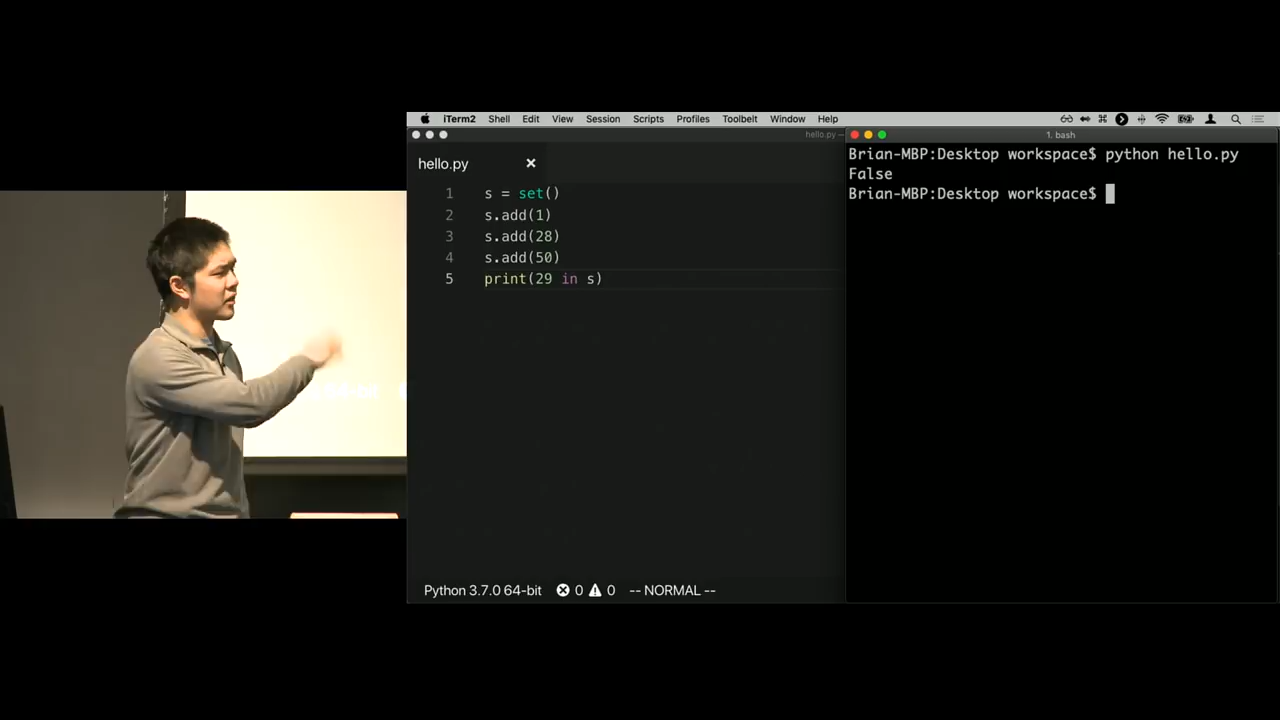 iTerm2 Shell Edit View Session Scripts Profiles Toolbelt Window Help
hello.py —
1. bash
hello.py
1 s = set()
2 s.add(1)
3 s.add(28)
4 s.add(50)
5 print(29 in s)
Python 3.7.0 64-bit 0 0 -- NORMAL --
Brian-MBP:Desktop workspace$ python hello.py
False
Brian-MBP:Desktop workspace$